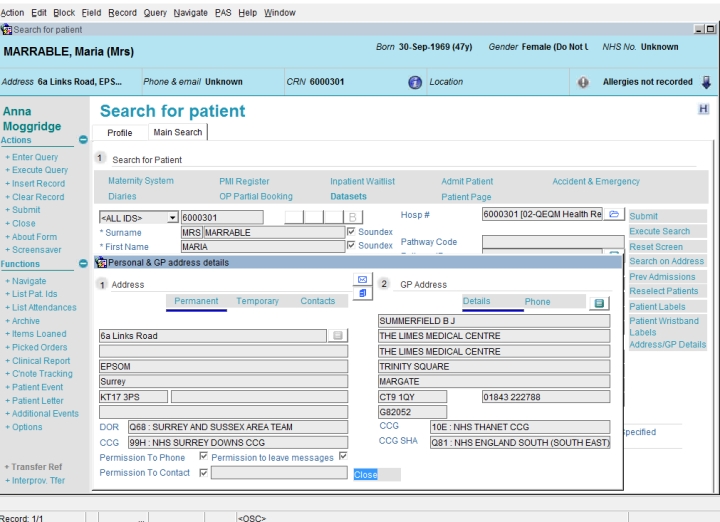 Action Edit Block Field Record Query Navigate PAS Help Window
Search for patient
MARRABLE, Maria (Mrs)
Born 30-Sep-1969 (47y) Gender Female (Do Not L NHS No. Unknown
Address 6a Links Road, EPS... Phone & email Unknown CRN 6000301 Location Allergies not recorded
Anna
Moggridge
Actions
+ Enter Query
+ Execute Query
+ Insert Record
+ Clear Record
+ Submit
+ Close
+ About Form
+ Screensaver
Functions
+ Navigate
+ List Pat. Ids
+ List Attendances
+ Archive
+ Items Loaned
+ Picked Orders
+ Clinical Report
+ C'note Tracking
+ Patient Event
+ Patient Letter
+ Additional Events
+ Options
+ Transfer Ref
+ Interprov. Tfer
Search for patient
H
Profile Main Search
1 Search for Patient
Maternity System PMI Register Inpatient Waitlist Admit Patient Accident & Emergency
Diaries OP Partial Booking Datasets Patient Page
<ALL IDS> 6000301 B Hosp # 6000301 [02-QEQM Health Re
* Surname MRS MARRABLE Soundex
* First Name MARIA Soundex Pathway Code
Submit
Execute Search
Reset Screen
Search on Address
Prev Admissions
Reselect Patients
Patient Labels
Patient Wristband
Labels
Address/GP Details
Personal & GP address details
1 Address
Permanent Temporary Contacts
6a Links Road
EPSOM
Surrey
KT17 3PS
DOR Q68 : SURREY AND SUSSEX AREA TEAM
CCG 99H : NHS SURREY DOWNS CCG
Permission To Phone Permission to leave messages
Permission To Contact
Close
2 GP Address
Details Phone
SUMMERFIELD B J
THE LIMES MEDICAL CENTRE
THE LIMES MEDICAL CENTRE
TRINITY SQUARE
MARGATE
CT9 1QY 01843 222788
G82052
CCG 10E : NHS THANET CCG
CCG SHA Q81 : NHS ENGLAND SOUTH (SOUTH EAST)
specified
Record: 1/1 ... <OSC>